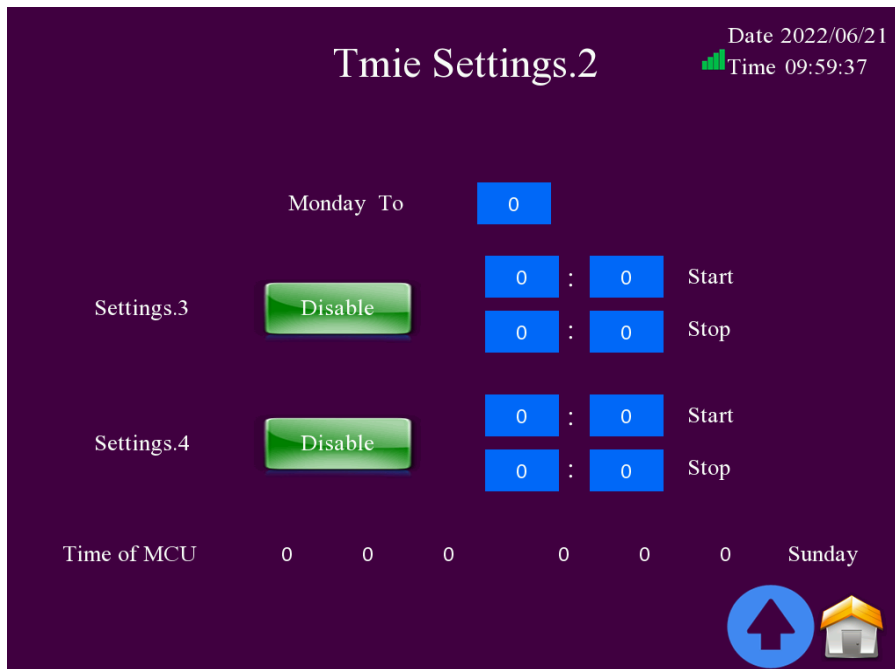 Date 2022/06/21
Tmie Settings.2
Time 09:59:37
Monday To 0
0 : 0 Start
Settings.3 Disable
0 : 0 Stop
0 : 0 Start
Settings.4 Disable
0 : 0 Stop
Time of MCU 0 0 0 0 0 0 Sunday